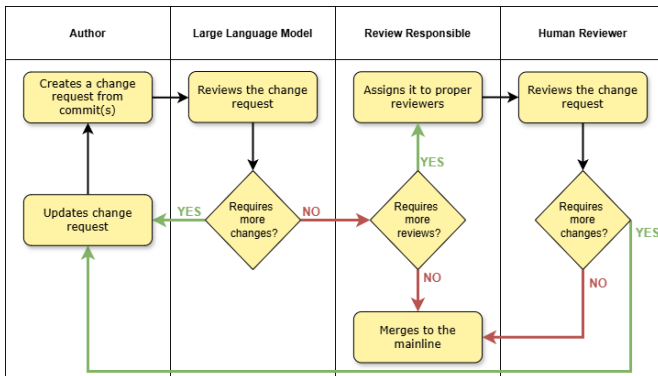 Author
Large Language Model
Review Responsible
Human Reviewer
Creates a change
request from
commit(s)
Reviews the change
request
Assigns it to proper
reviewers
Reviews the change
request
YES
Updates change
request
YES
Requires
more
changes?
NO
Requires
more
reviews?
Requires
more
changes?
YES
NO
NO
Merges to the
mainline